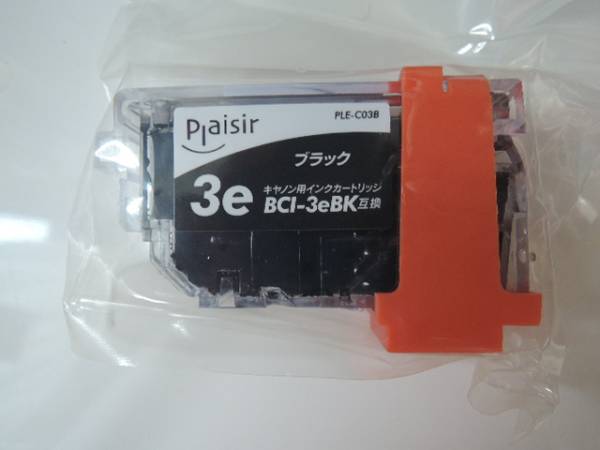 Plaisir
PLE-C03B
ブラック
3e
キヤノン用インクカートリッジ
BCI-3eBK互換